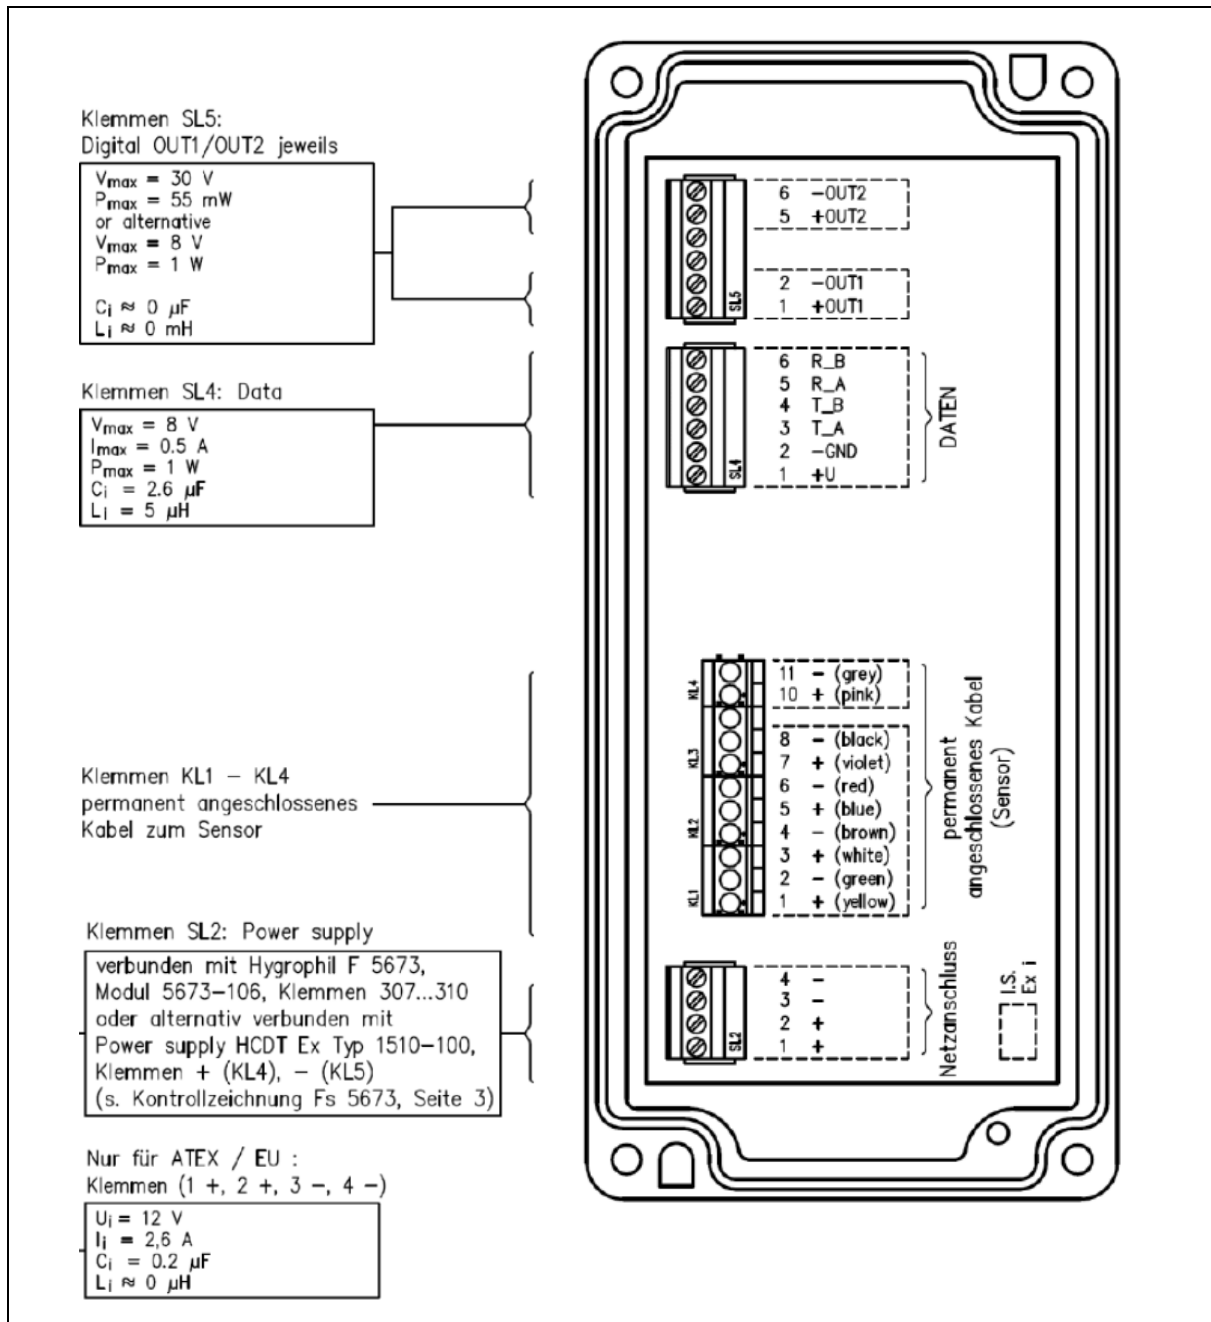 Klemmen SL5:
Digital OUT1/OUT2 jeweils
Vmax = 30 V
Pmax = 55 mW
or alternative
Vmax = 8 V
Pmax = 1 W
Ci ≈ 0 µF
Li ≈ 0 mH
Klemmen SL4: Data
Vmax = 8 V
Imax = 0.5 A
Pmax = 1 W
Ci = 2.6 µF
Li = 5 µH
Klemmen KL1 - KL4
permanent angeschlossenes
Kabel zum Sensor
Klemmen SL2: Power supply
verbunden mit Hygrophil F 5673,
Modul 5673-106, Klemmen 307...310
oder alternativ verbunden mit
Power supply HCDT Ex Typ 1510-100,
Klemmen + (KL4), - (KL5)
(s. Kontrollzeichnung Fs 5673, Seite 3)
Nur für ATEX / EU :
Klemmen (1 +, 2 +, 3 -, 4 -)
Ui = 12 V
Ii = 2,6 A
Ci = 0.2 µF
Li ≈ 0 µH
SL5
6 -OUT2
5 +OUT2
2 -OUT1
1 +OUT1
SL4
6 R_B
5 R_A
4 T_B
3 T_A
2 -GND
1 +U
DATEN
KL4
KL3
KL2
KL1
11 - (grey)
10 + (pink)
8 - (black)
7 + (violet)
6 - (red)
5 + (blue)
4 - (brown)
3 + (white)
2 - (green)
1 + (yellow)
permanent
angeschlossenes Kabel
(Sensor)
SL2
4 -
3 -
2 +
1 +
Netzanschluss
I.S.
Ex i